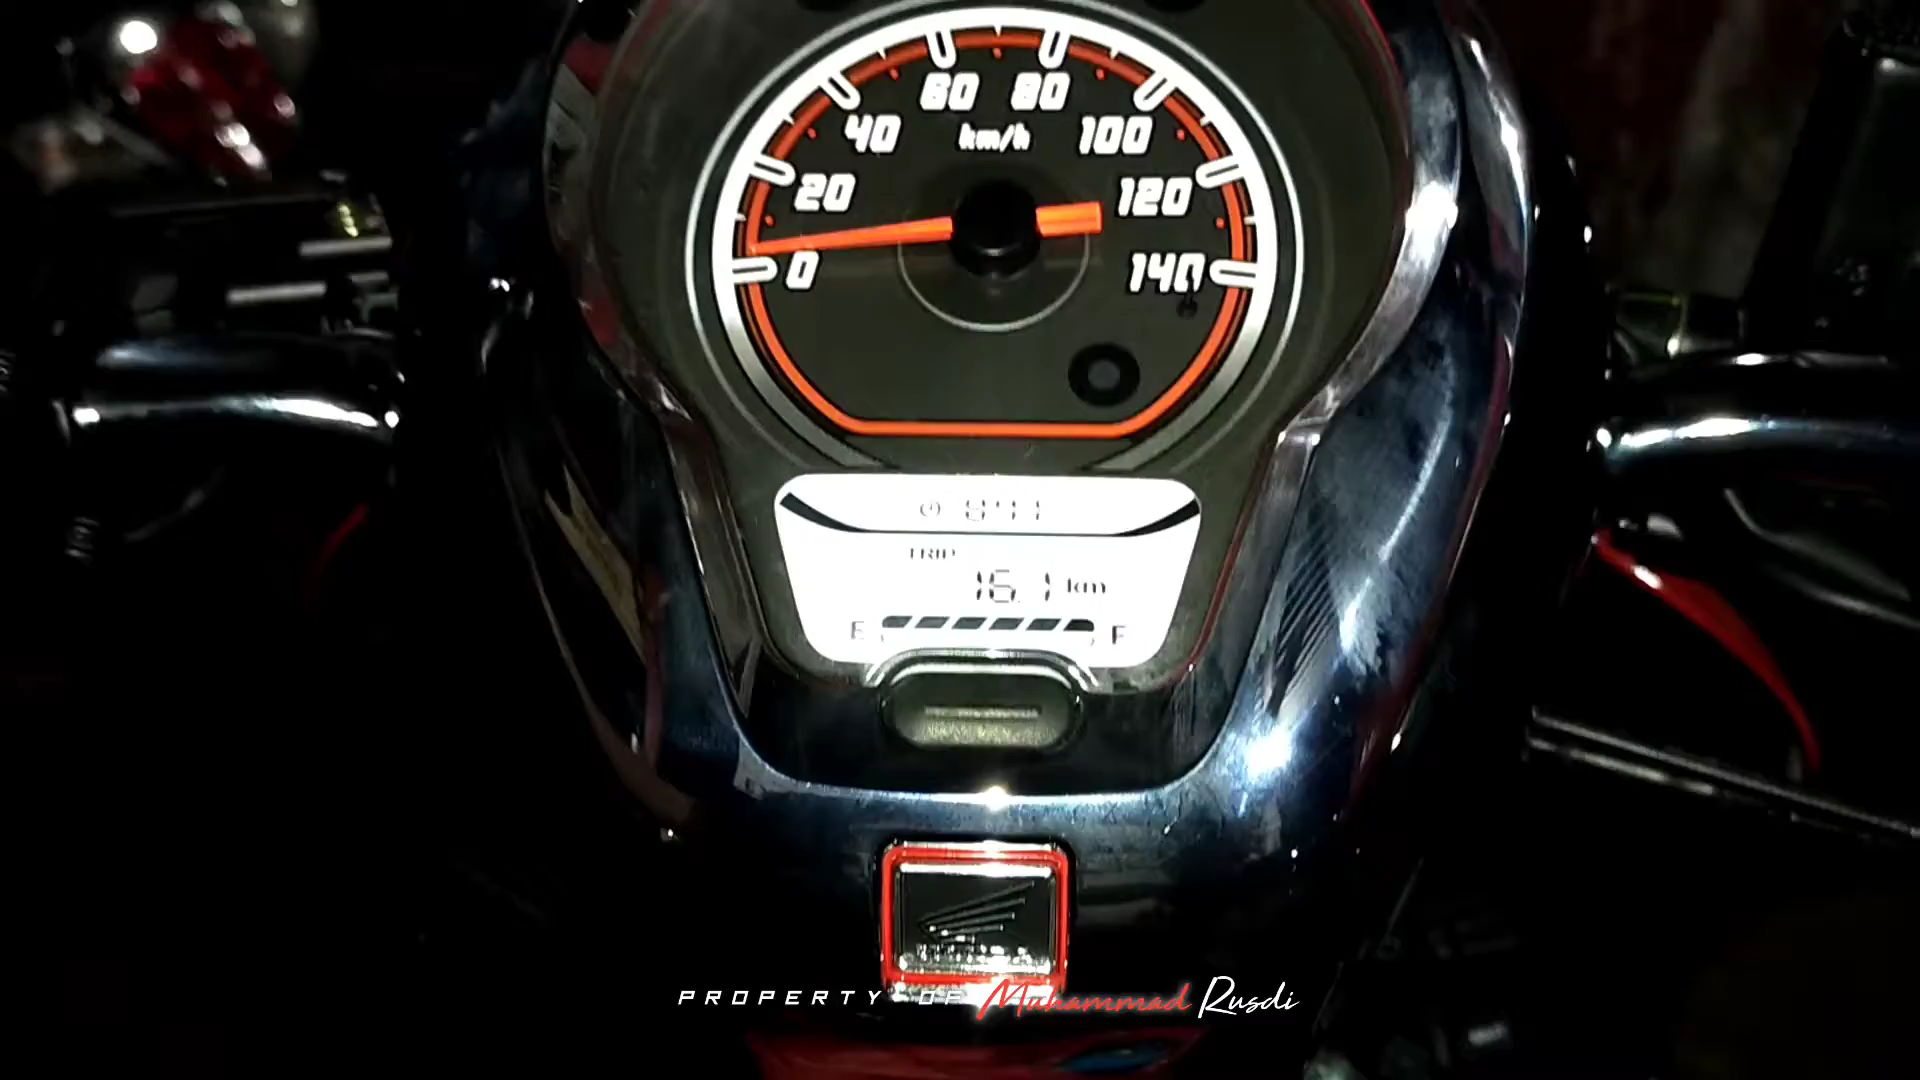 60 80
40 km/h 100
20 120
0 140
TRIP
16.1 km
E F
PROPERTY OF Muhammad Rusdi